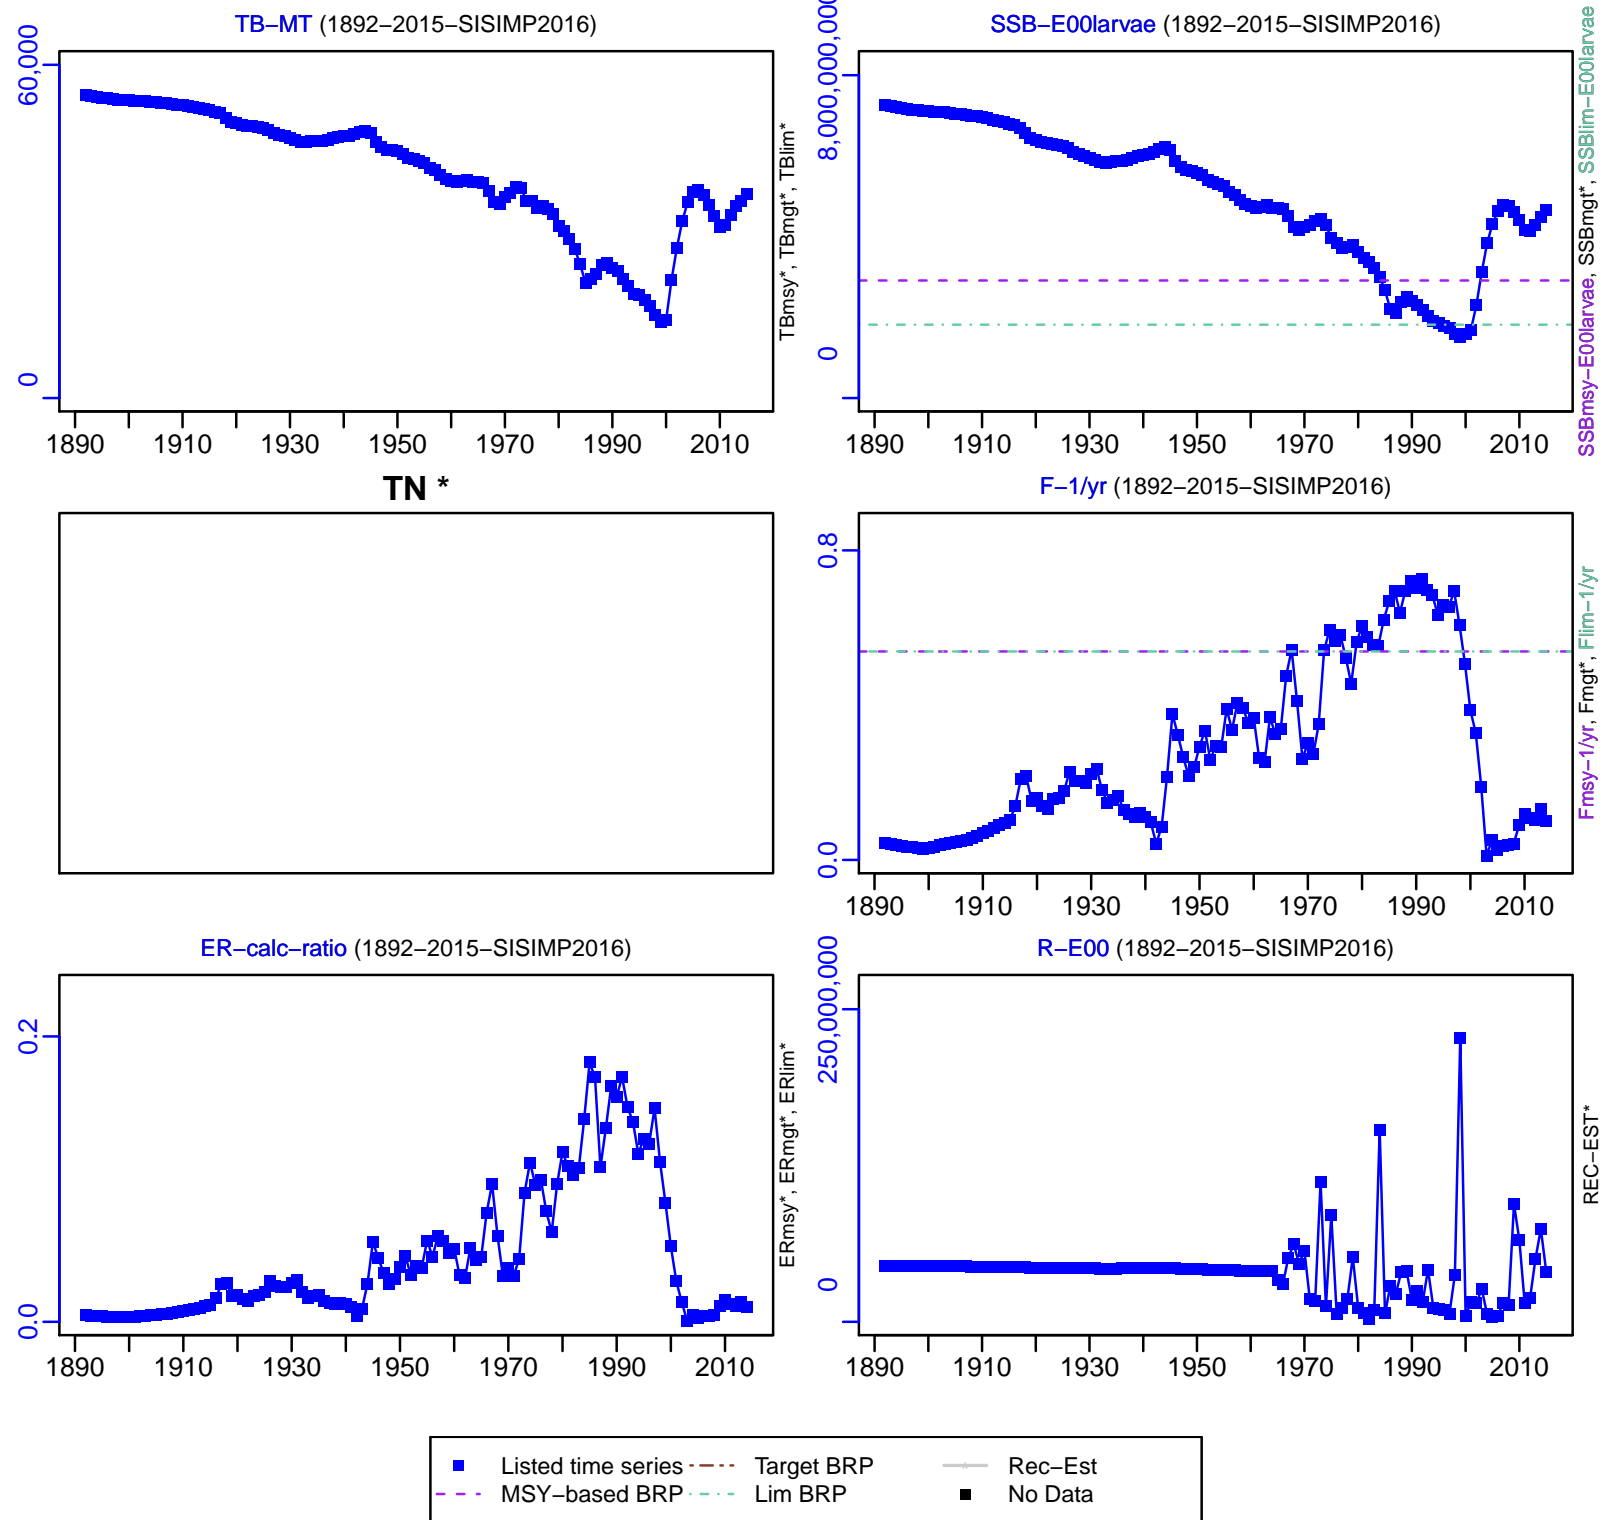 TB−MT (1892−2015−SISIMP2016)
60,000
0
1890 1910 1930 1950 1970 1990 2010
TBmsy*, TBmgt*, TBlim*
SSB−E00larvae (1892−2015−SISIMP2016)
8,000,000
0
1890 1910 1930 1950 1970 1990 2010
SSBmsy−E00larvae, SSBmgt*, SSBlim−E00larvae
TN *
F−1/yr (1892−2015−SISIMP2016)
0.8
0.0
1890 1910 1930 1950 1970 1990 2010
Fmsy−1/yr, Fmgt*, Flim−1/yr
ER−calc−ratio (1892−2015−SISIMP2016)
0.2
0.0
1890 1910 1930 1950 1970 1990 2010
ERmsy*, ERmgt*, ERlim*
R−E00 (1892−2015−SISIMP2016)
250,000,000
0
1890 1910 1930 1950 1970 1990 2010
REC−EST*
Listed time series Target BRP Rec−Est
MSY−based BRP Lim BRP No Data